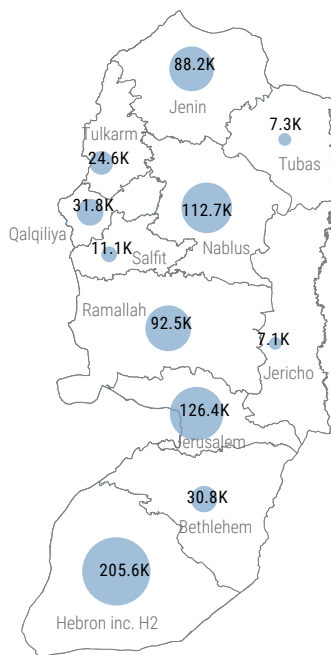 88.2K
Jenin
7.3K
Tubas
Tulkarm
24.6K
31.8K
Qalqiliya
112.7K
Nablus
11.1K
Salfit
Ramallah
92.5K
7.1K
Jericho
126.4K
Jerusalem
30.8K
Bethlehem
205.6K
Hebron inc. H2